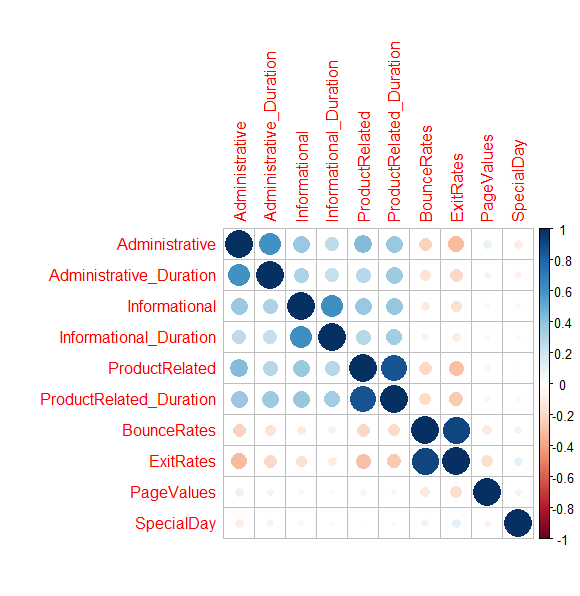 Administrative
Administrative_Duration
Informational
Informational_Duration
ProductRelated
ProductRelated_Duration
BounceRates
ExitRates
PageValues
SpecialDay
Administrative
Administrative_Duration
Informational
Informational_Duration
ProductRelated
ProductRelated_Duration
BounceRates
ExitRates
PageValues
SpecialDay
1
0.8
0.6
0.4
0.2
0
-0.2
-0.4
-0.6
-0.8
-1